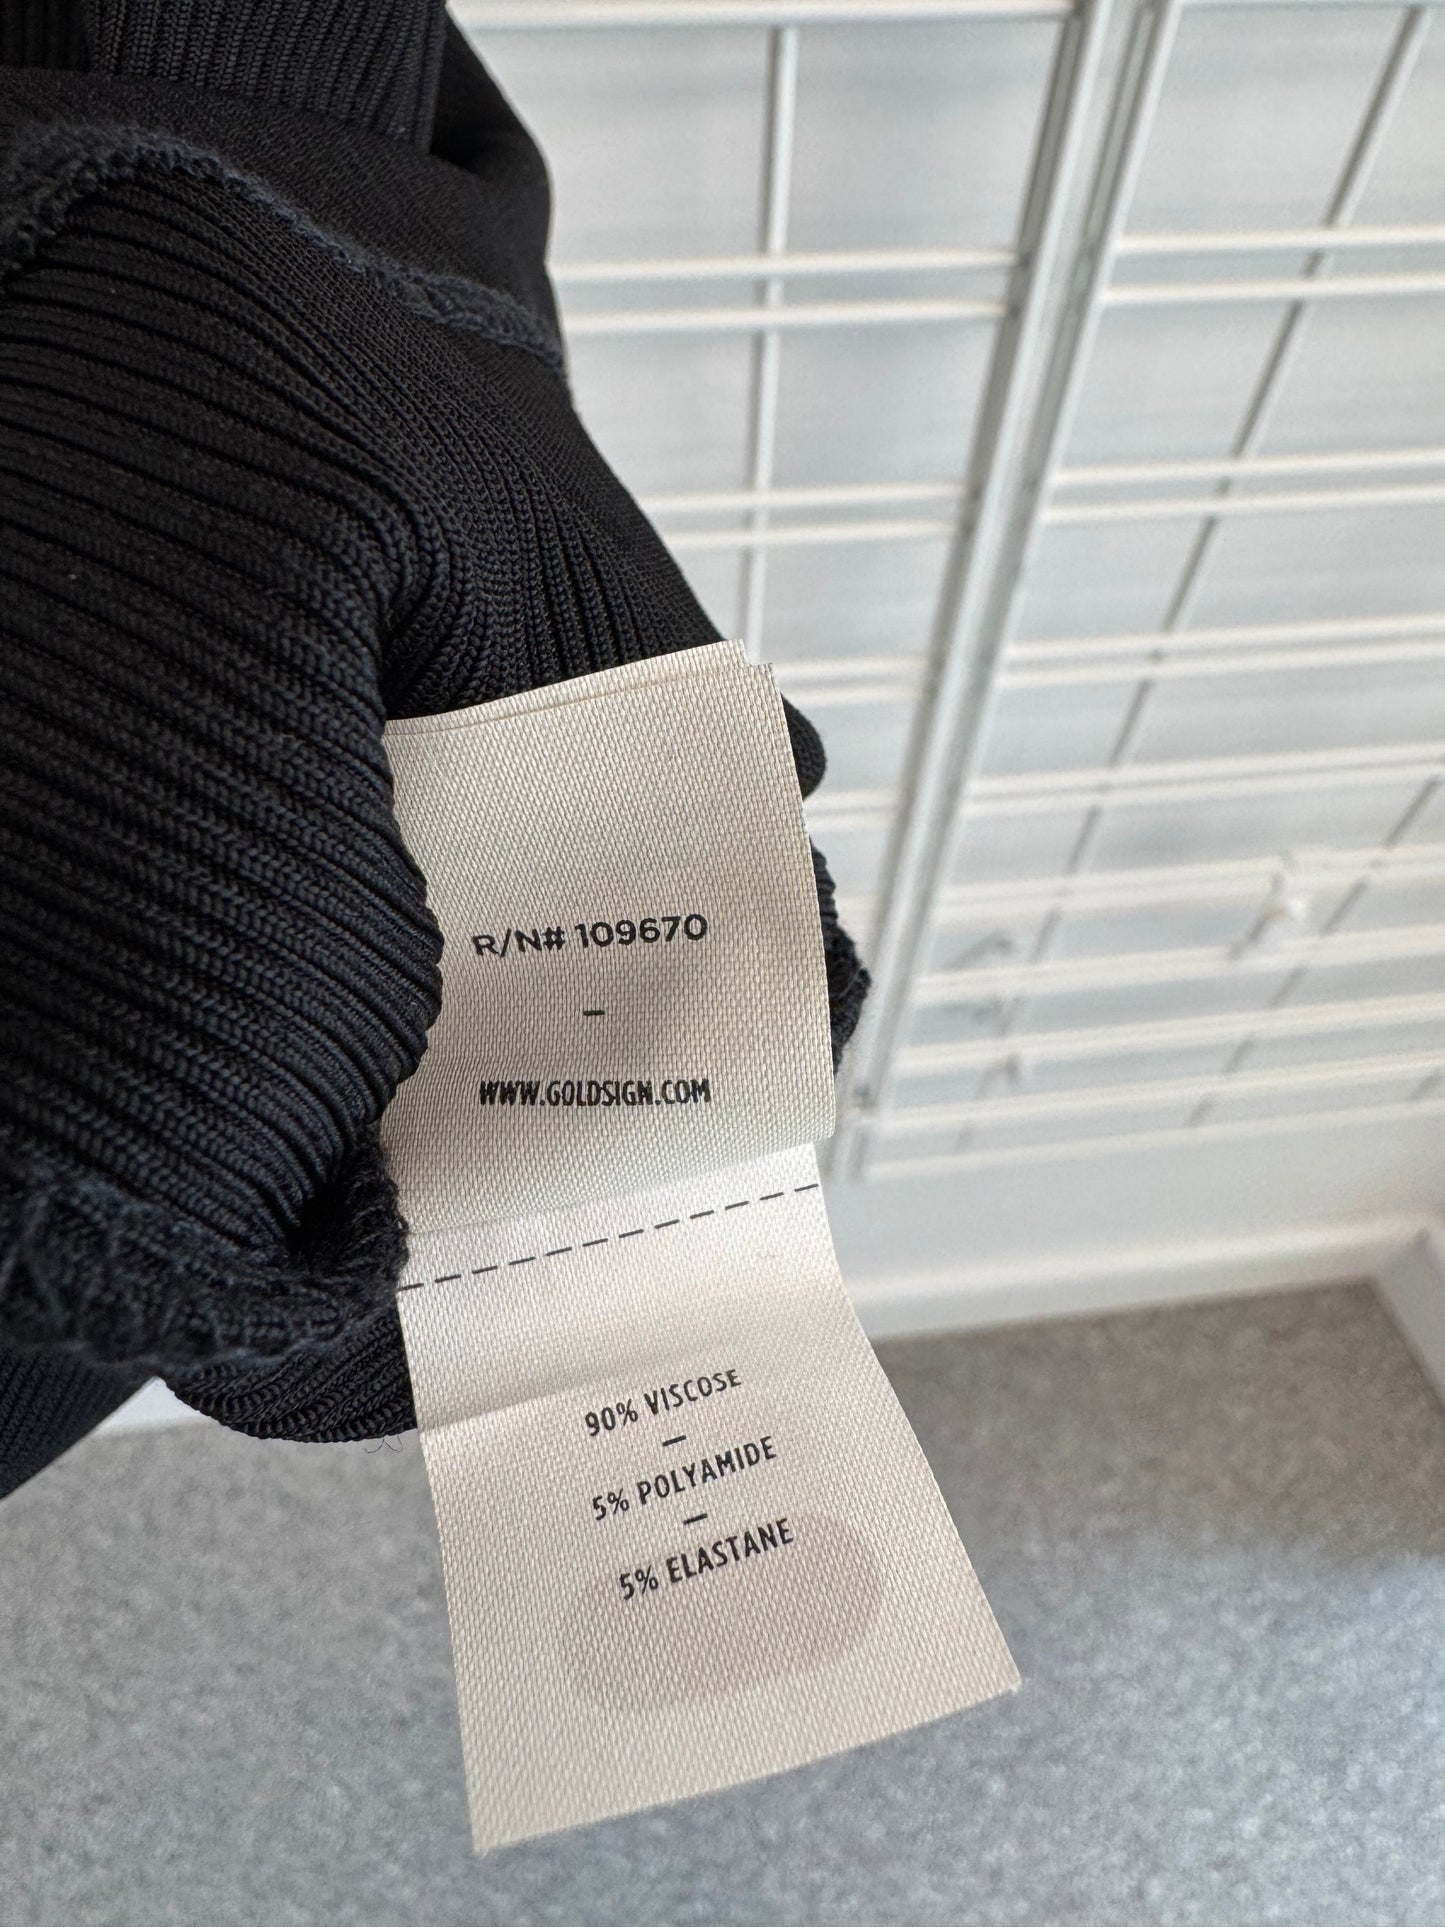 R/N# 109670
–
WWW.GOLDSIGN.COM
90% VISCOSE
–
5% POLYAMIDE
–
5% ELASTANE